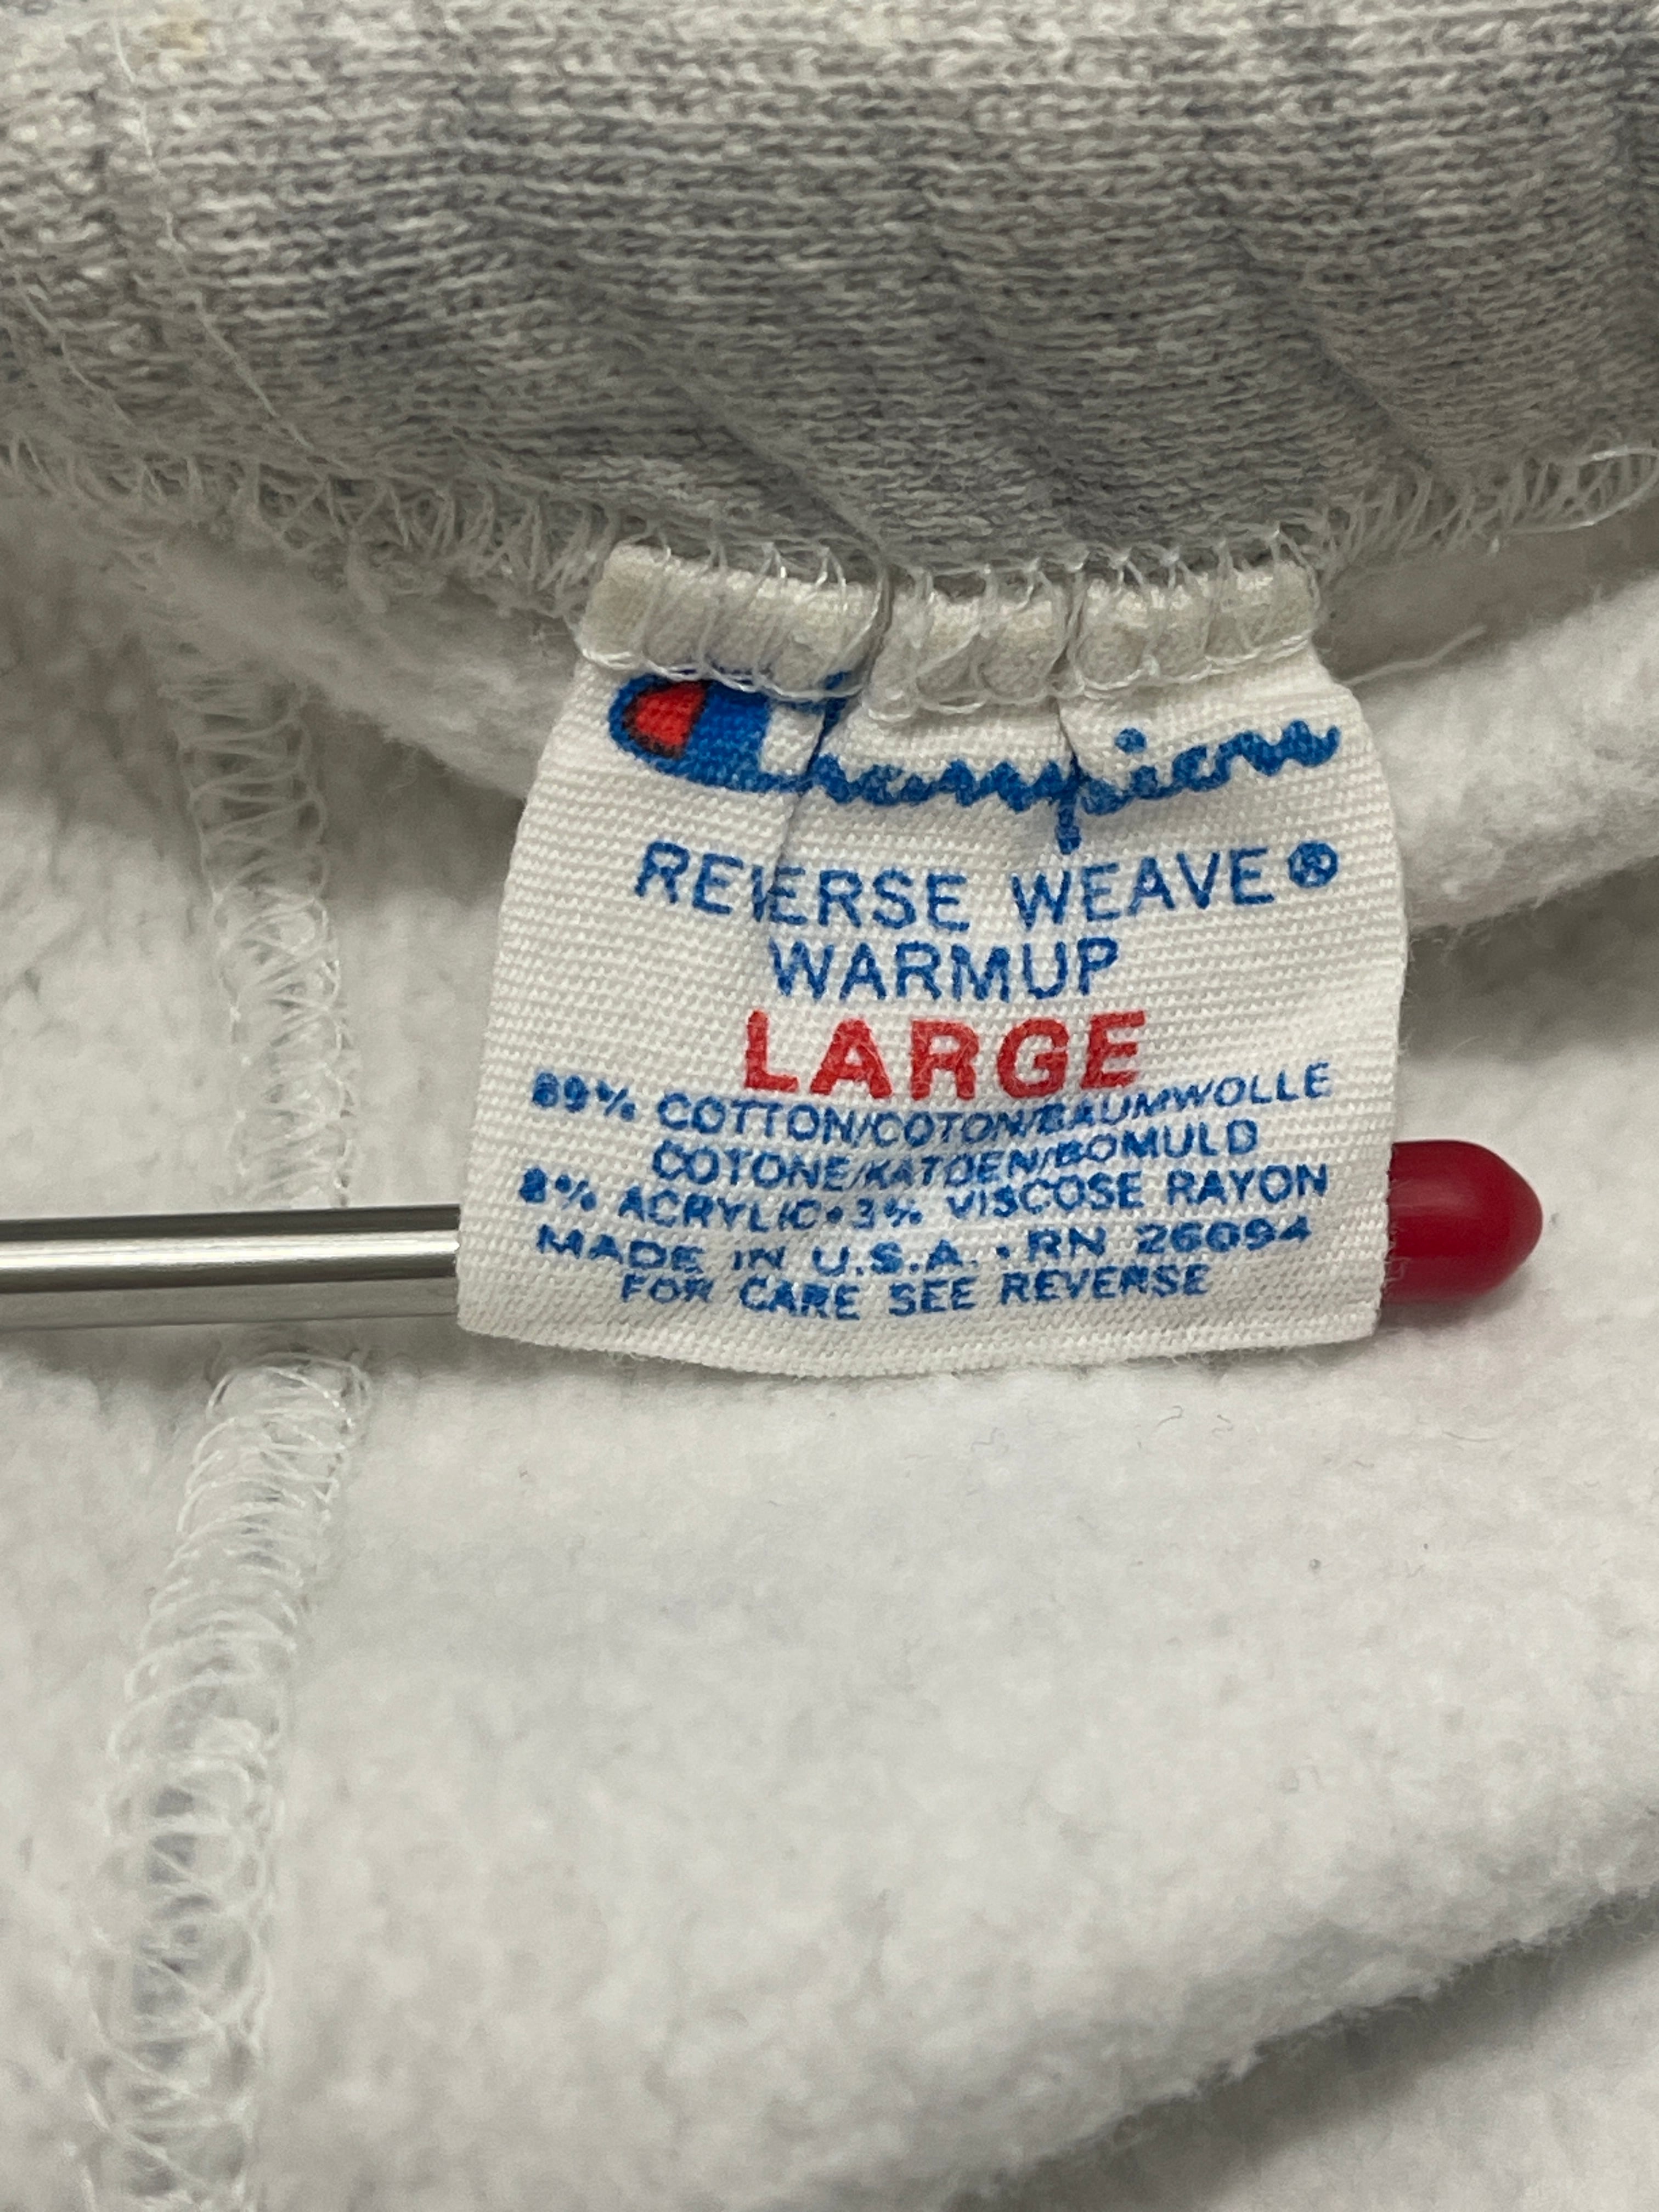 Champion
REVERSE WEAVE®
WARMUP
LARGE
89% COTTON/COTON/BAUMWOLLE
COTONE/KATOEN/BOMULD
8% ACRYLIC•3% VISCOSE RAYON
MADE IN U.S.A. • RN 26094
FOR CARE SEE REVERSE